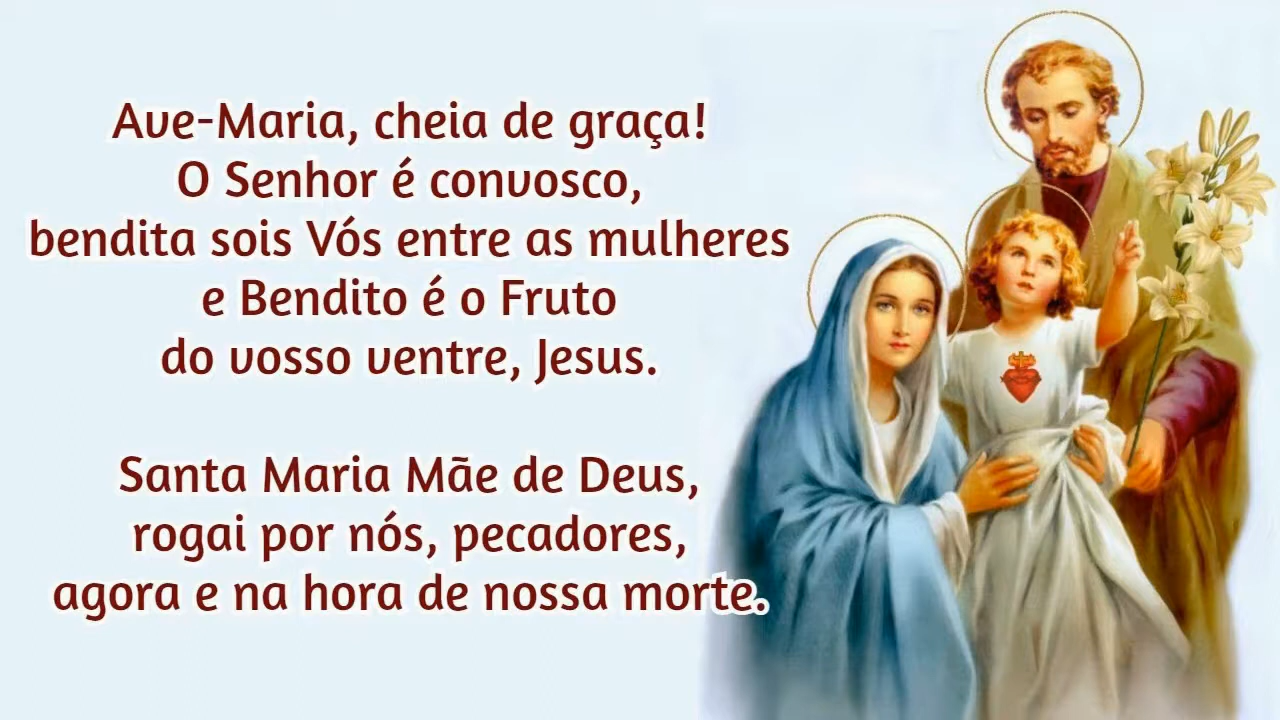 Ave-Maria, cheia de graça!
O Senhor é convosco,
bendita sois Vós entre as mulheres
e Bendito é o Fruto
do vosso ventre, Jesus.
Santa Maria Mãe de Deus,
rogai por nós, pecadores,
agora e na hora de nossa morte.